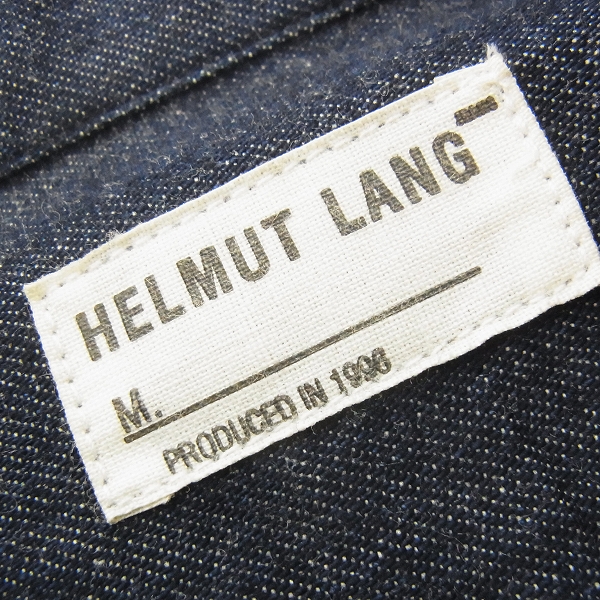 HELMUT LANG
M.
PRODUCED IN 1996